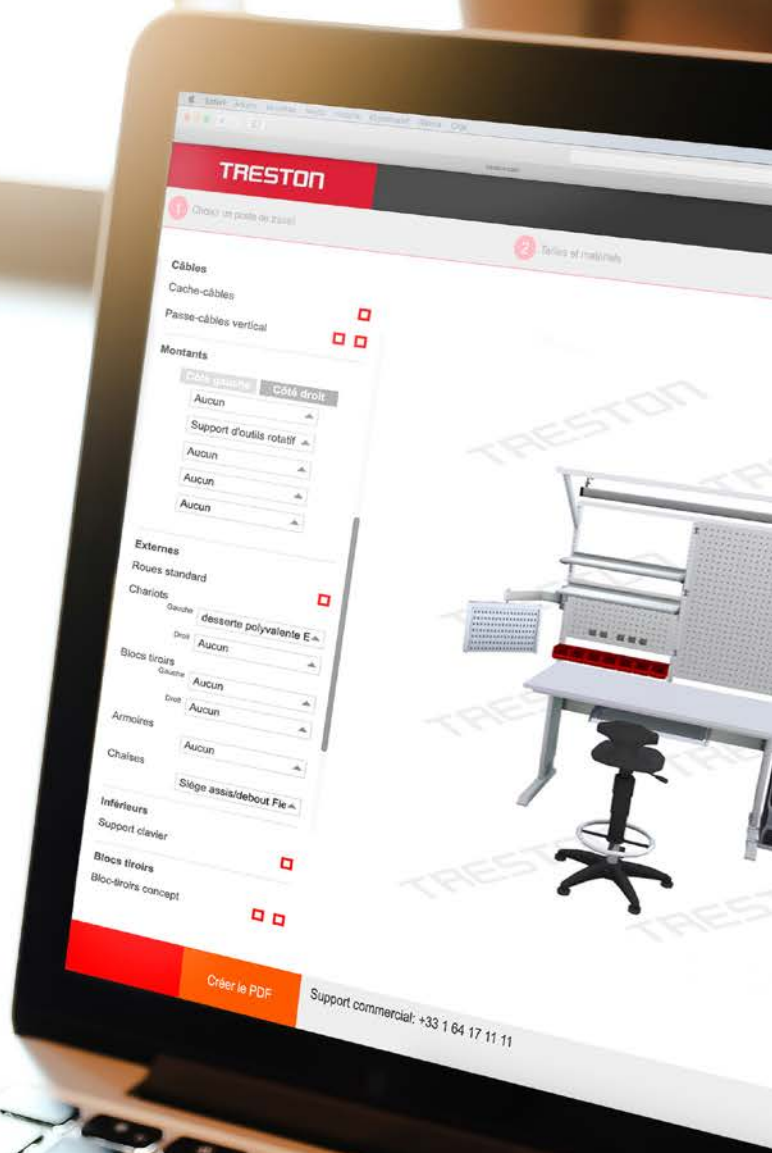 TRESTON
1 Choisir un poste de travail
2 Tailles et matériels
Câbles
Cache-câbles
Passe-câbles vertical
Montants
Côté gauche Côté droit
Aucun
Support d'outils rotatif
Aucun
Aucun
Aucun
Externes
Roues standard
Chariots
Gauche desserte polyvalente E
Droit Aucun
Blocs tiroirs
Gauche Aucun
Droit Aucun
Armoires
Aucun
Chaises
Siège assis/debout Fle
Inférieurs
Support clavier
Blocs tiroirs
Bloc-tiroirs concept
Créer le PDF
Support commercial: +33 1 64 17 11 11
TRESTON